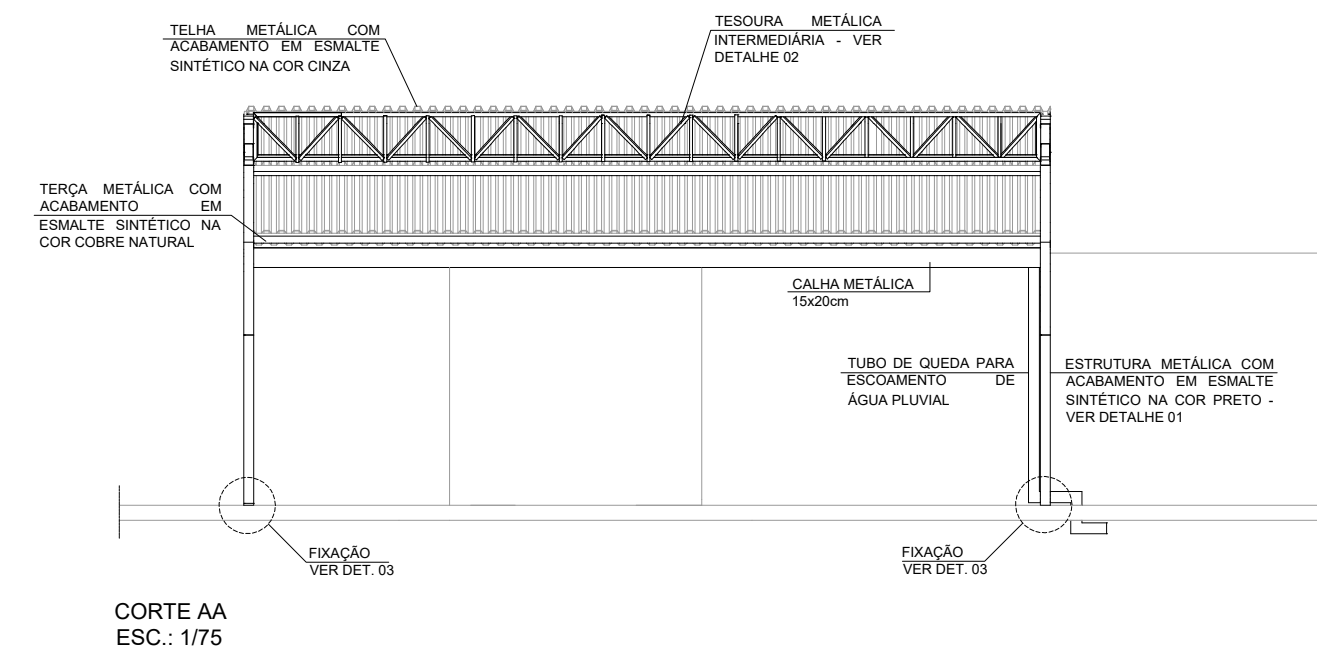 TELHA METÁLICA COM
ACABAMENTO EM ESMALTE
SINTÉTICO NA COR CINZA
TESOURA METÁLICA
INTERMEDIÁRIA - VER
DETALHE 02
TERÇA METÁLICA COM
ACABAMENTO EM
ESMALTE SINTÉTICO NA
COR COBRE NATURAL
CALHA METÁLICA
15x20cm
TUBO DE QUEDA PARA
ESCOAMENTO DE
ÁGUA PLUVIAL
ESTRUTURA METÁLICA COM
ACABAMENTO EM ESMALTE
SINTÉTICO NA COR PRETO -
VER DETALHE 01
FIXAÇÃO
VER DET. 03
FIXAÇÃO
VER DET. 03
CORTE AA
ESC.: 1/75